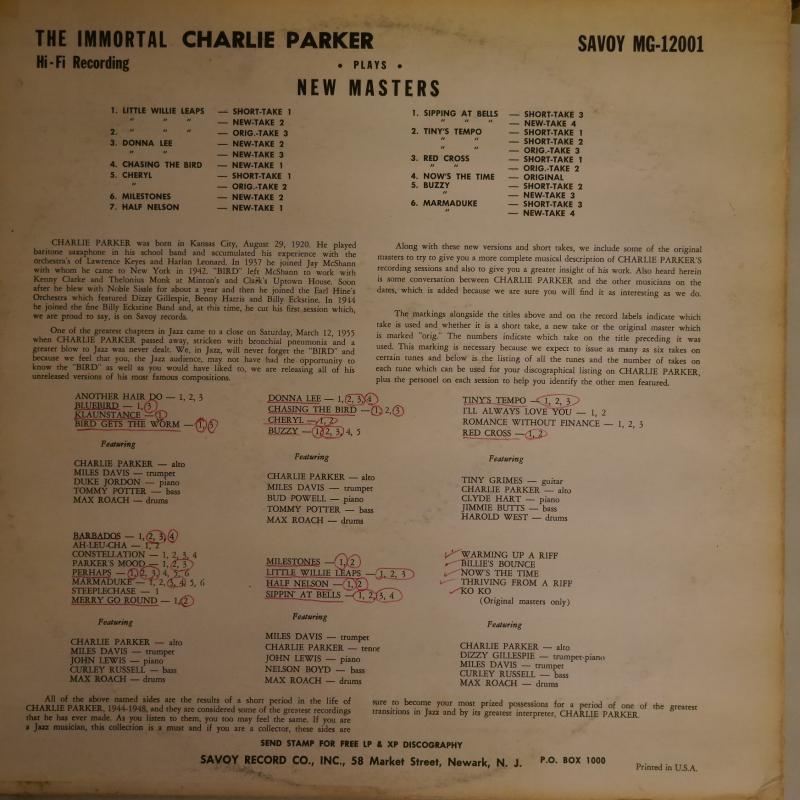 THE IMMORTAL CHARLIE PARKER
SAVOY MG-12001
Hi-Fi Recording
• PLAYS •
NEW MASTERS
1. LITTLE WILLIE LEAPS — SHORT-TAKE 1
" " " — NEW-TAKE 2
2. " " " — ORIG.-TAKE 3
3. DONNA LEE — NEW-TAKE 2
" " — NEW-TAKE 3
4. CHASING THE BIRD — NEW-TAKE 1
5. CHERYL — SHORT-TAKE 1
" — ORIG.-TAKE 2
6. MILESTONES — NEW-TAKE 2
7. HALF NELSON — NEW-TAKE 1
1. SIPPING AT BELLS — SHORT-TAKE 3
" " " — NEW-TAKE 4
2. TINY'S TEMPO — SHORT-TAKE 1
" " — SHORT-TAKE 2
" " — ORIG.-TAKE 3
3. RED CROSS — SHORT-TAKE 1
" " — ORIG.-TAKE 2
4. NOW'S THE TIME — ORIGINAL
5. BUZZY — SHORT-TAKE 2
" — NEW-TAKE 3
6. MARMADUKE — SHORT-TAKE 3
" — NEW-TAKE 4
CHARLIE PARKER was born in Kansas City, August 29, 1920. He played
baritone saxaphone in his school band and accumulated his experience with the
orchestra's of Lawrence Keyes and Harlan Leonard. In 1937 he joined Jay McShann
with whom he came to New York in 1942. "BIRD" left McShann to work with
Kenny Clarke and Thelonius Monk at Minton's and Clark's Uptown House. Soon
after he blew with Noble Sissle for about a year and then he joined the Earl Hine's
Orchestra which featured Dizzy Gillespie, Benny Harris and Billy Eckstine. In 1944
he joined the fine Billy Eckstine Band and, at this time, he cut his first session which,
we are proud to say, is on Savoy records.
One of the greatest chapters in Jazz came to a close on Saturday, March 12, 1955
when CHARLIE PARKER passed away, stricken with bronchial pneumonia and a
greater blow to Jazz was never dealt. We, in Jazz, will never forget the "BIRD" and
because we feel that you, the Jazz audience, may not have had the opportunity to
know the "BIRD" as well as you would have liked to, we are releasing all of his
unreleased versions of his most famous compositions.
Along with these new versions and short takes, we include some of the original
masters to try to give you a more complete musical description of CHARLIE PARKER'S
recording sessions and also to give you a greater insight of his work. Also heard herein
is some conversation between CHARLIE PARKER and the other musicians on the
dates, which is added because we are sure you will find it as interesting as we do.
The markings alongside the titles above and on the record labels indicate which
take is used and whether it is a short take, a new take or the original master which
is marked "orig." The numbers indicate which take on the title preceding it was
used. This marking is necessary because we expect to issue as many as six takes on
certain tunes and below is the listing of all the tunes and the number of takes on
each tune which can be used for your discographical listing on CHARLIE PARKER,
plus the personel on each session to help you identify the other men featured.
ANOTHER HAIR DO — 1, 2, 3
BLUEBIRD — 1, 3
KLAUNSTANCE — 1
BIRD GETS THE WORM — 1, 3
Featuring
CHARLIE PARKER — alto
MILES DAVIS — trumpet
DUKE JORDON — piano
TOMMY POTTER — bass
MAX ROACH — drums
DONNA LEE — 1, 2, 3, 4
CHASING THE BIRD — 1, 2, 3
CHERYL — 1, 2
BUZZY — 1, 2, 3, 4, 5
Featuring
CHARLIE PARKER — alto
MILES DAVIS — trumpet
BUD POWELL — piano
TOMMY POTTER — bass
MAX ROACH — drums
TINY'S TEMPO — 1, 2, 3
I'LL ALWAYS LOVE YOU — 1, 2
ROMANCE WITHOUT FINANCE — 1, 2, 3
RED CROSS — 1, 2
Featuring
TINY GRIMES — guitar
CHARLIE PARKER — alto
CLYDE HART — piano
JIMMIE BUTTS — bass
HAROLD WEST — drums
BARBADOS — 1, 2, 3, 4
AH-LEU-CHA — 1, 2
CONSTELLATION — 1, 2, 3, 4
PARKER'S MOOD — 1, 2, 3
PERHAPS — 1, 2, 3, 4, 5, 6
MARMADUKE — 1, 2, 3, 4, 5, 6
STEEPLECHASE — 1
MERRY GO ROUND — 1, 2
Featuring
CHARLIE PARKER — alto
MILES DAVIS — trumpet
JOHN LEWIS — piano
CURLEY RUSSELL — bass
MAX ROACH — drums
MILESTONES — 1, 2
LITTLE WILLIE LEAPS — 1, 2, 3
HALF NELSON — 1, 2
SIPPIN' AT BELLS — 1, 2, 3, 4
Featuring
MILES DAVIS — trumpet
CHARLIE PARKER — tenor
JOHN LEWIS — piano
NELSON BOYD — bass
MAX ROACH — drums
WARMING UP A RIFF
BILLIE'S BOUNCE
NOW'S THE TIME
THRIVING FROM A RIFF
KO KO
(Original masters only)
Featuring
CHARLIE PARKER — alto
DIZZY GILLESPIE — trumpet-piano
MILES DAVIS — trumpet
CURLEY RUSSELL — bass
MAX ROACH — drums
All of the above named sides are the results of a short period in the life of
CHARLIE PARKER, 1944-1948, and they are considered some of the greatest recordings
that he has ever made. As you listen to them, you too may feel the same. If you are
a Jazz musician, this collection is a must and if you are a collector, these sides are
sure to become your most prized possessions for a period of one of the greatest
transitions in Jazz and by its greatest interpreter, CHARLIE PARKER.
SEND STAMP FOR FREE LP & XP DISCOGRAPHY
SAVOY RECORD CO., INC., 58 Market Street, Newark, N. J. P.O. BOX 1000
Printed in U.S.A.